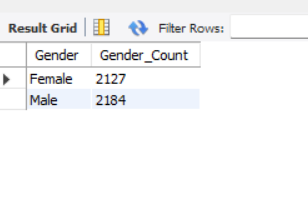 Result Grid Filter Rows:
Gender Gender_Count
Female 2127
Male 2184